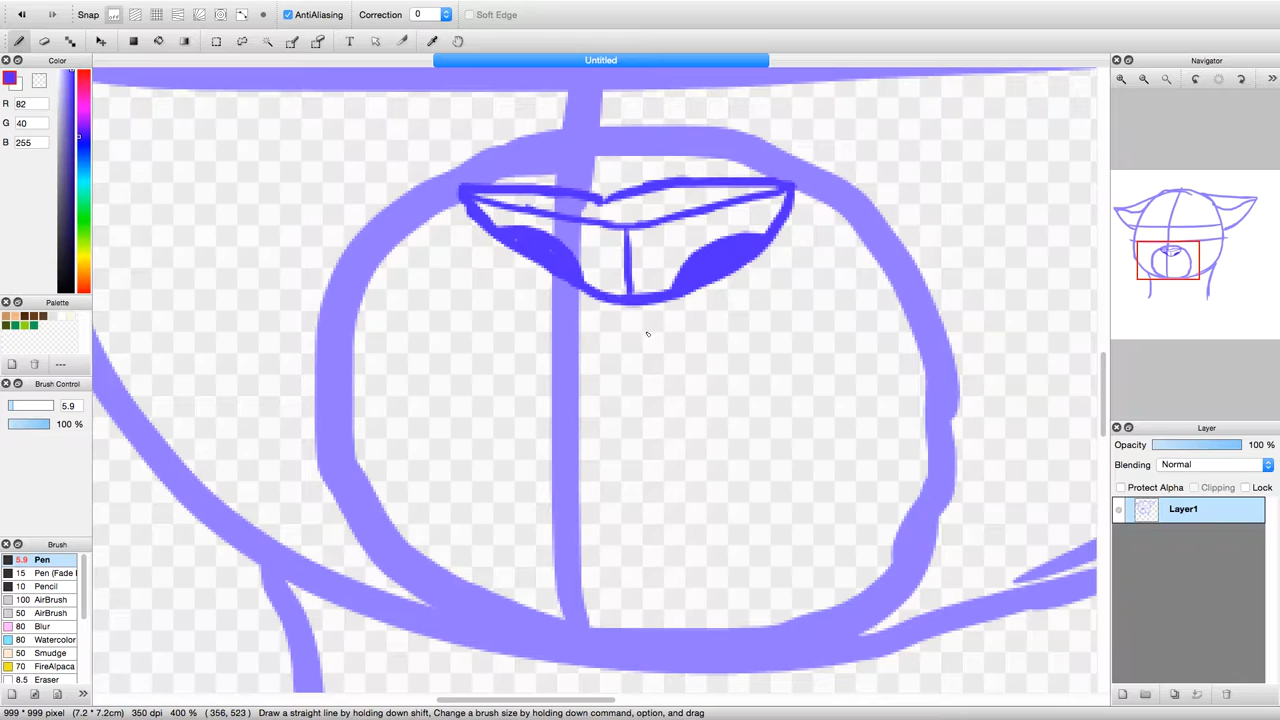 Snap off AntiAliasing Correction 0 Soft Edge
Untitled
Color
R 82
G 40
B 255
Palette
---
Brush Control
5.9
100 %
Brush
5.9 Pen
15 Pen (Fade
10 Pencil
100 AirBrush
50 AirBrush
80 Blur
80 Watercolor
50 Smudge
70 FireAlpaca
8.5 Eraser
Navigator
Layer
Opacity 100 %
Blending Normal
Protect Alpha Clipping Lock
Layer1
999 * 999 pixel (7.2 * 7.2cm) 350 dpi 400 % ( 356, 523 ) Draw a straight line by holding down shift, Change a brush size by holding down command, option, and drag